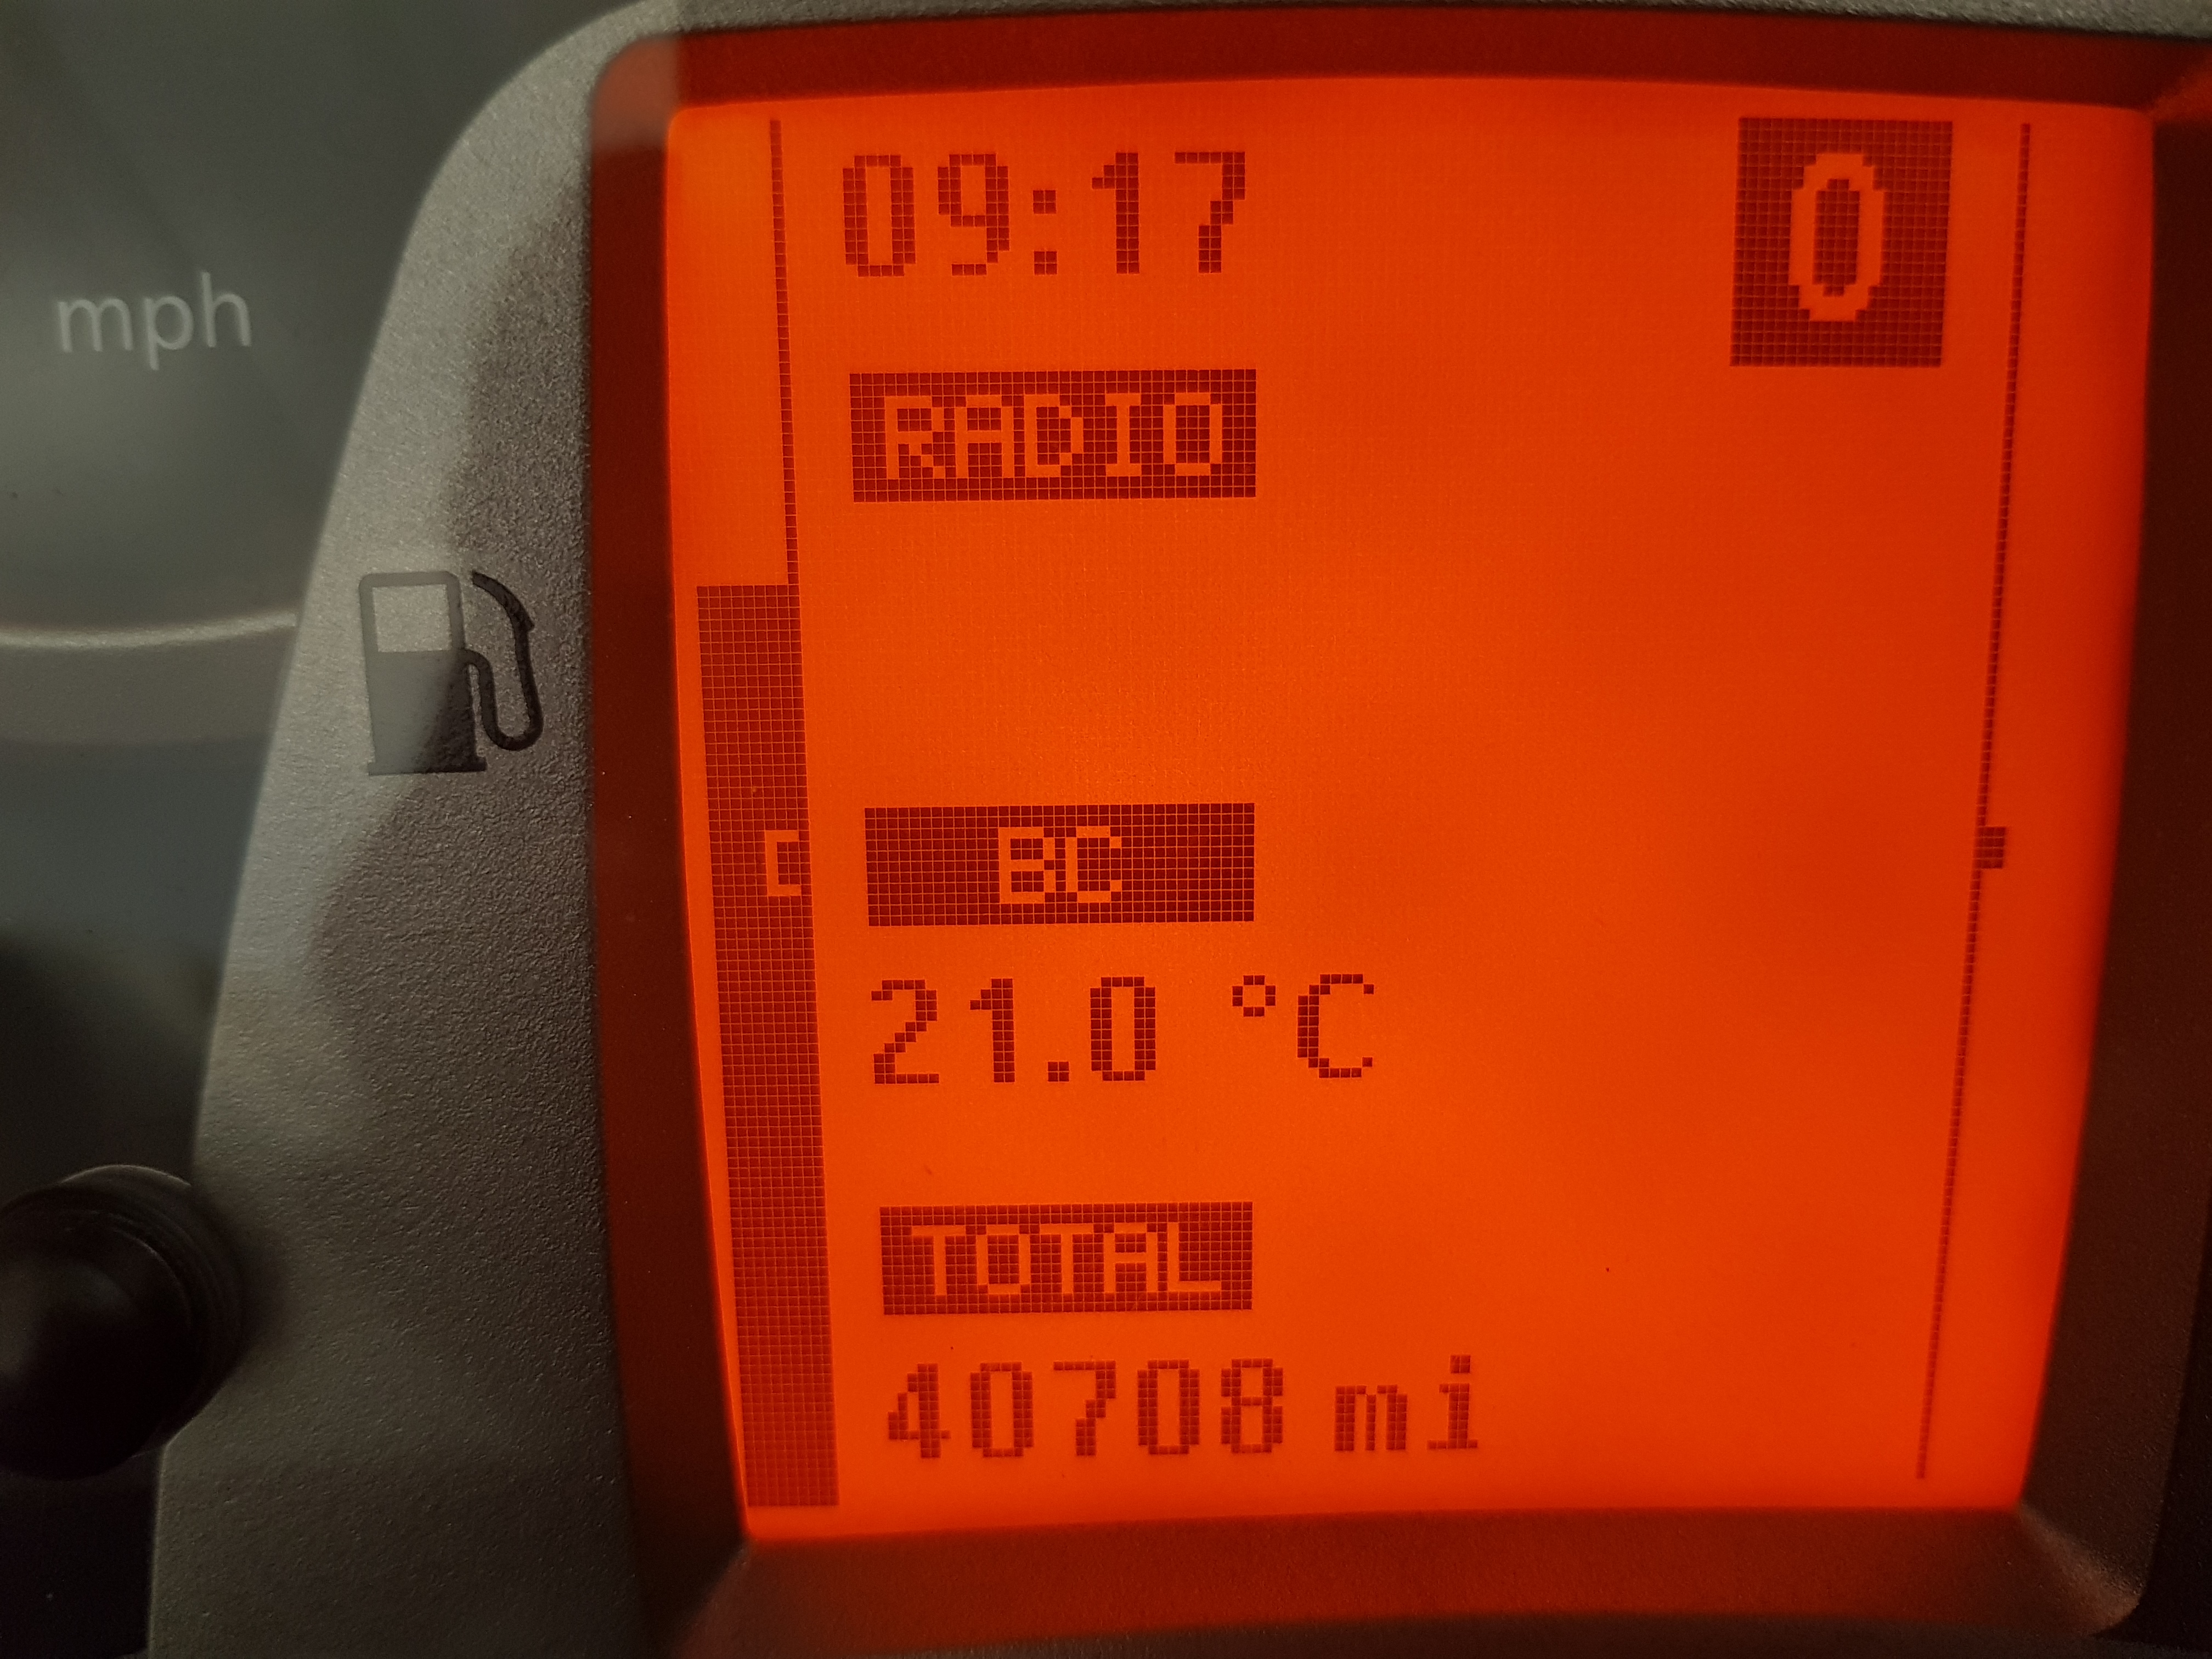 09:17 0
mph
RADIO
BC
21.0 °C
TOTAL
40708 mi